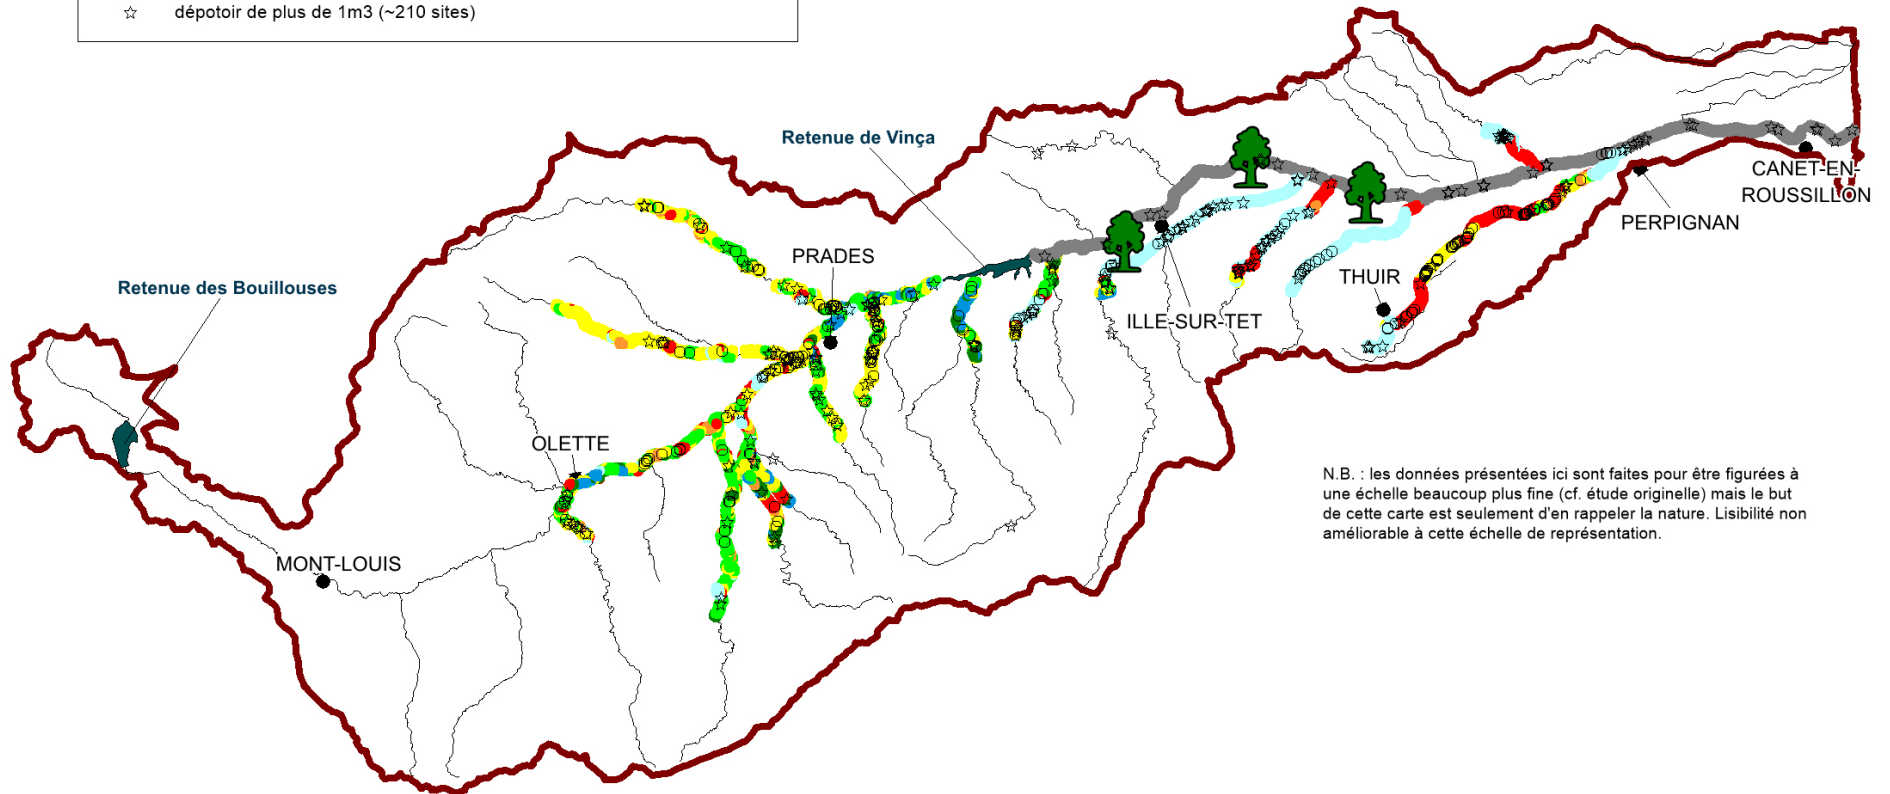 dépotoir de plus de 1m3 (~210 sites)
Retenue de Vinça
CANET-EN-
ROUSSILLON
PERPIGNAN
PRADES
THUIR
Retenue des Bouillouses
ILLE-SUR-TET
OLETTE
N.B. : les données présentées ici sont faites pour être figurées à
une échelle beaucoup plus fine (cf. étude originelle) mais le but
de cette carte est seulement d'en rappeler la nature. Lisibilité non
améliorable à cette échelle de représentation.
MONT-LOUIS